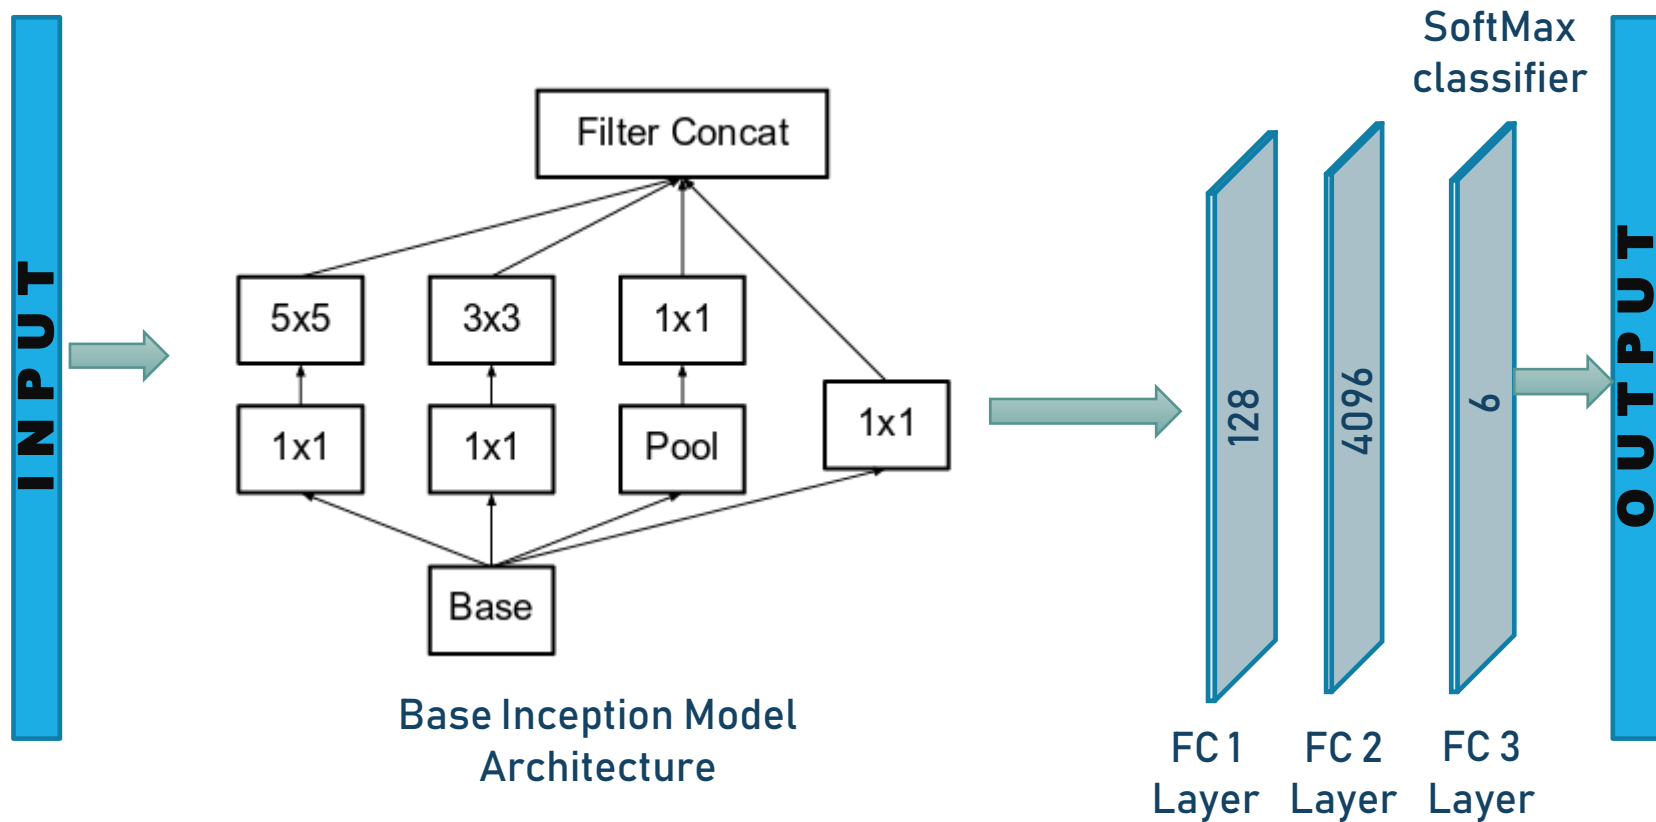 INPUT
Filter Concat
5x5
3x3
1x1
1x1
1x1
Pool
1x1
Base
Base Inception Model
Architecture
SoftMax
classifier
128
4096
6
FC 1
Layer
FC 2
Layer
FC 3
Layer
OUTPUT